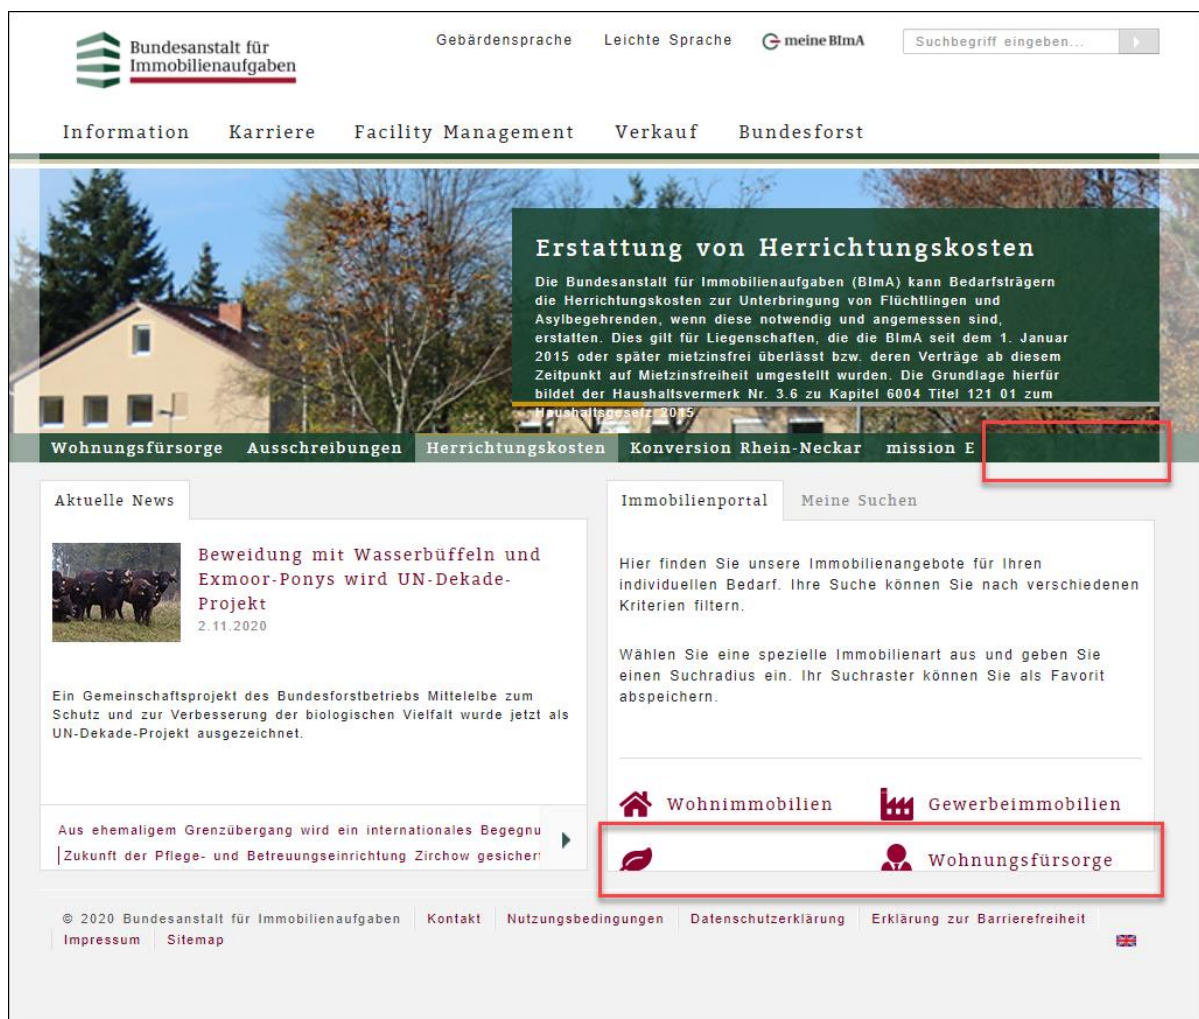 Bundesanstalt für
Immobilienaufgaben
Gebärdensprache Leichte Sprache meine BImA Suchbegriff eingeben...
Information Karriere Facility Management Verkauf Bundesforst
Erstattung von Herrichtungskosten
Die Bundesanstalt für Immobilienaufgaben (BImA) kann Bedarfsträgern
die Herrichtungskosten zur Unterbringung von Flüchtlingen und
Asylbegehrenden, wenn diese notwendig und angemessen sind,
erstatten. Dies gilt für Liegenschaften, die die BImA seit dem 1. Januar
2015 oder später mietzinsfrei überlässt bzw. deren Verträge ab diesem
Zeitpunkt auf Mietzinsfreiheit umgestellt wurden. Die Grundlage hierfür
bildet der Haushaltsvermerk Nr. 3.6 zu Kapitel 6004 Titel 121 01 zum
Haushaltsgesetz 2015
Wohnungsfürsorge Ausschreibungen Herrichtungskosten Konversion Rhein-Neckar mission E
Aktuelle News
Beweidung mit Wasserbüffeln und
Exmoor-Ponys wird UN-Dekade-
Projekt
2.11.2020
Ein Gemeinschaftsprojekt des Bundesforstbetriebs Mittelelbe zum
Schutz und zur Verbesserung der biologischen Vielfalt wurde jetzt als
UN-Dekade-Projekt ausgezeichnet.
Aus ehemaligem Grenzübergang wird ein internationales Begegnu
Zukunft der Pflege- und Betreuungseinrichtung Zirchow gesichert
Immobilienportal Meine Suchen
Hier finden Sie unsere Immobilienangebote für Ihren
individuellen Bedarf. Ihre Suche können Sie nach verschiedenen
Kriterien filtern.
Wählen Sie eine spezielle Immobilienart aus und geben Sie
einen Suchradius ein. Ihr Suchraster können Sie als Favorit
abspeichern.
Wohnimmobilien Gewerbeimmobilien
Wohnungsfürsorge
© 2020 Bundesanstalt für Immobilienaufgaben Kontakt Nutzungsbedingungen Datenschutzerklärung Erklärung zur Barrierefreiheit
Impressum Sitemap